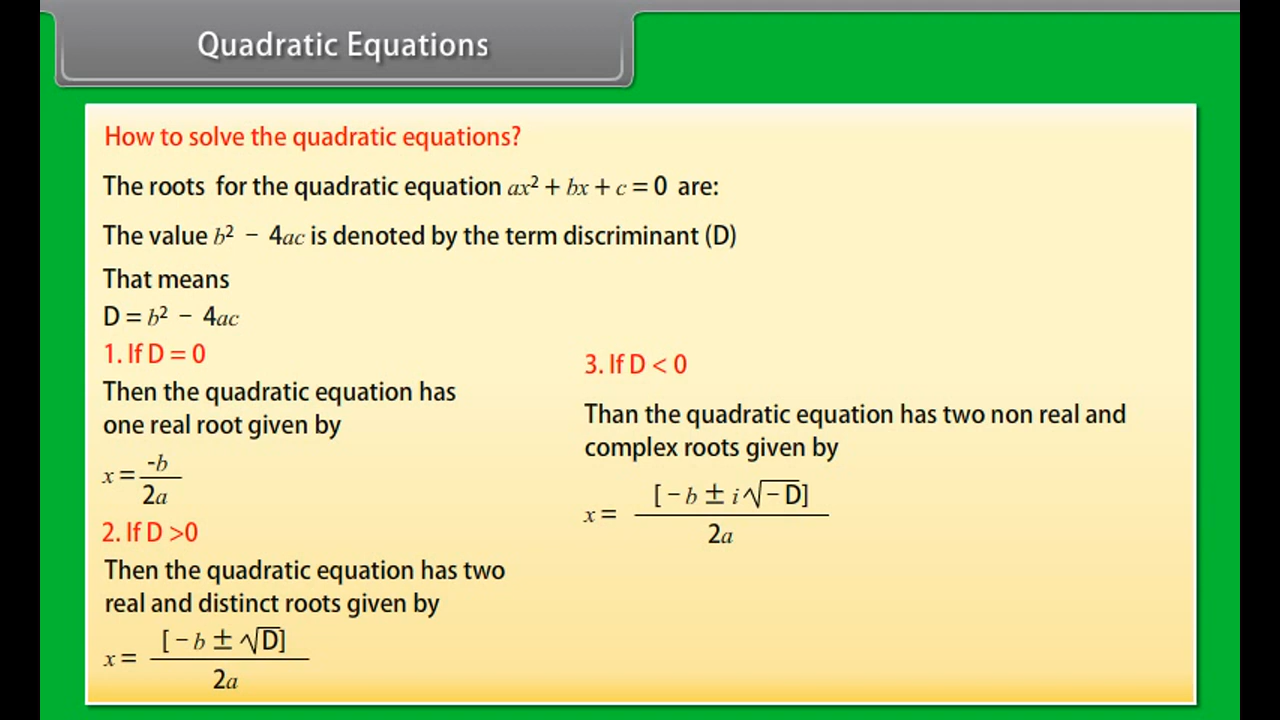 Quadratic Equations
How to solve the quadratic equations?
The roots for the quadratic equation ax² + bx + c = 0 are:
The value b² − 4ac is denoted by the term discriminant (D)
That means
D = b² − 4ac
1. If D = 0
Then the quadratic equation has
one real root given by
x = -b / 2a
2. If D >0
Then the quadratic equation has two
real and distinct roots given by
x = [ − b ± √D] / 2a
3. If D < 0
Than the quadratic equation has two non real and
complex roots given by
x = [ − b ± i√− D] / 2a